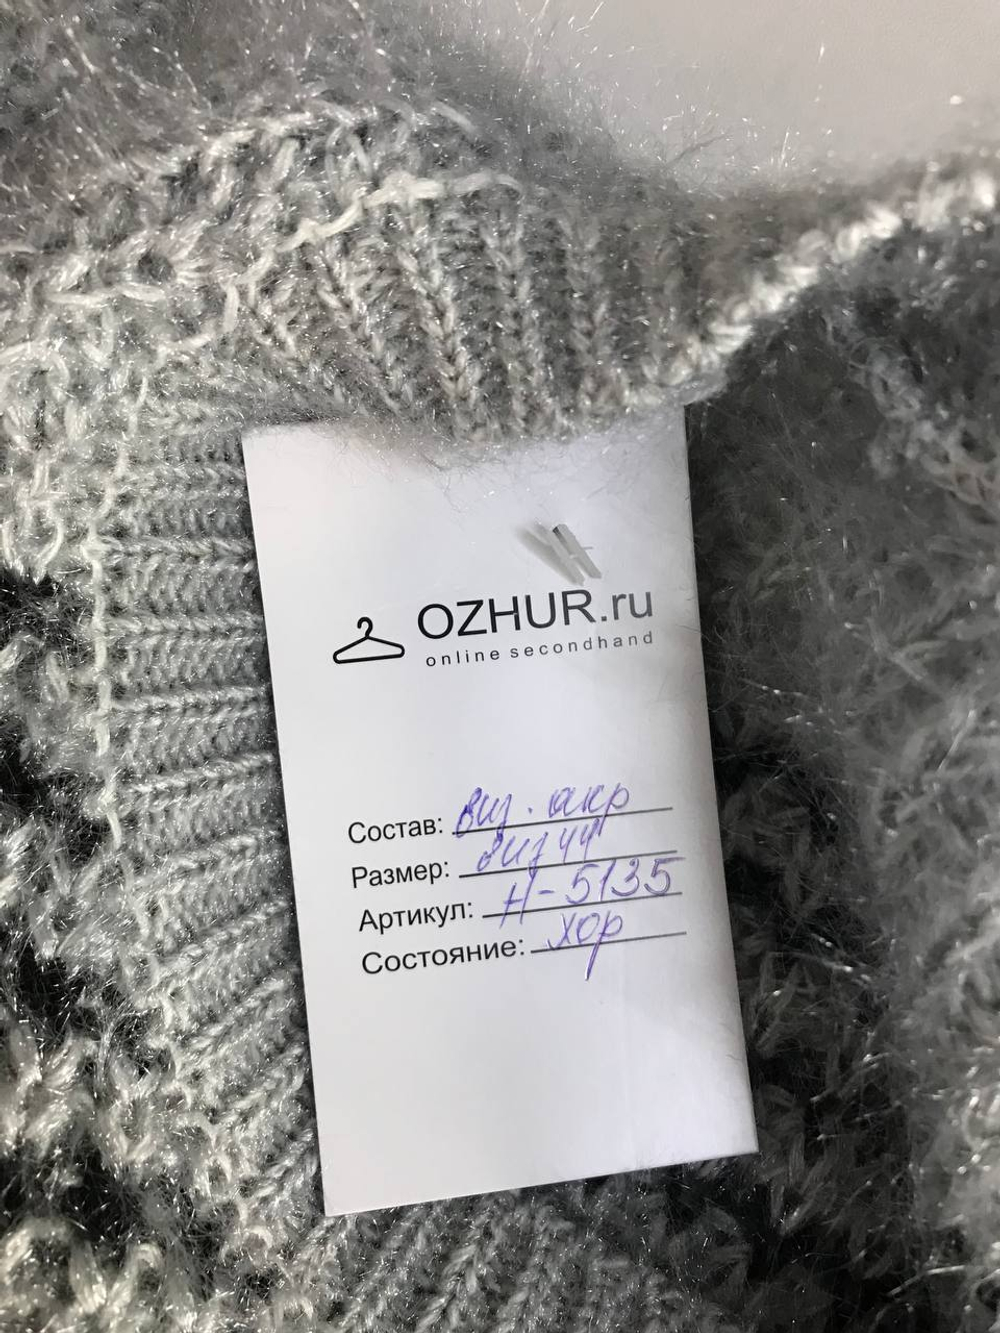 OZHUR.ru
online secondhand
Состав: виз. акр
Размер: виз 44
Артикул: Н-5135
Состояние: хор